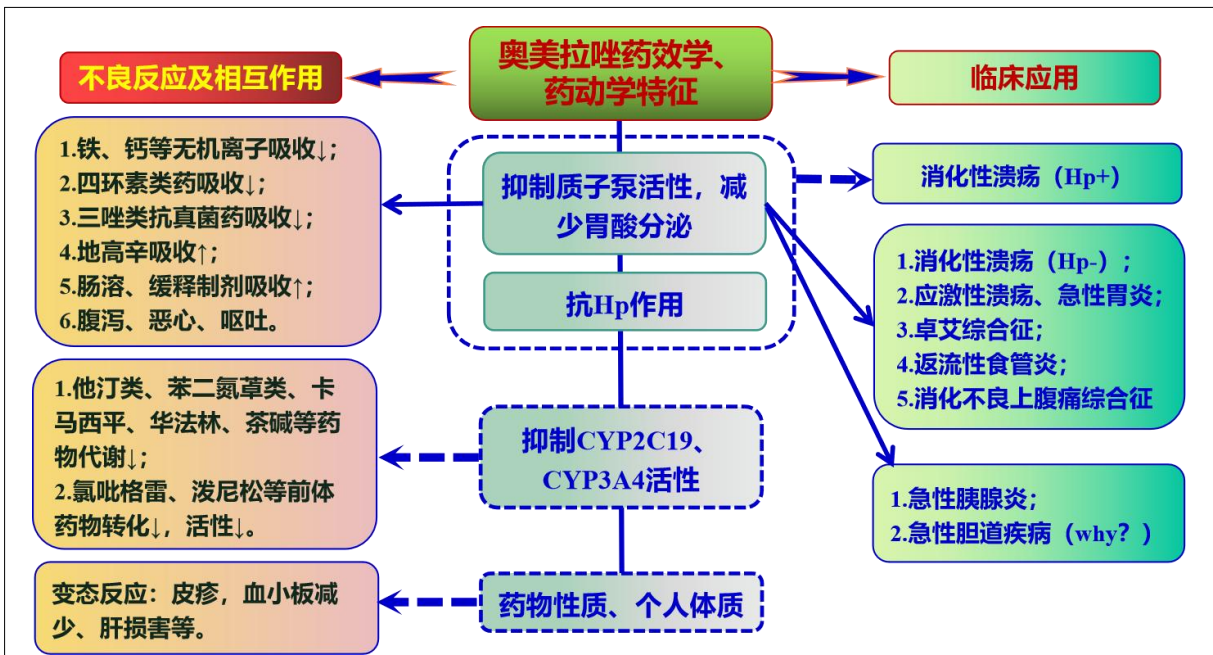 奥美拉唑药效学、
药动学特征
不良反应及相互作用
临床应用
1.铁、钙等无机离子吸收↓；
2.四环素类药吸收↓；
3.三唑类抗真菌药吸收↓；
4.地高辛吸收↑；
5.肠溶、缓释制剂吸收↑；
6.腹泻、恶心、呕吐。
抑制质子泵活性，减
少胃酸分泌
抗Hp作用
消化性溃疡（Hp+）
1.消化性溃疡（Hp-）；
2.应激性溃疡、急性胃炎；
3.卓艾综合征；
4.返流性食管炎；
5.消化不良上腹痛综合征
1.他汀类、苯二氮䓬类、卡
马西平、华法林、茶碱等药
物代谢↓；
2.氯吡格雷、泼尼松等前体
药物转化↓，活性↓。
抑制CYP2C19、
CYP3A4活性
1.急性胰腺炎；
2.急性胆道疾病（why？）
变态反应：皮疹，血小板减
少、肝损害等。
药物性质、个人体质